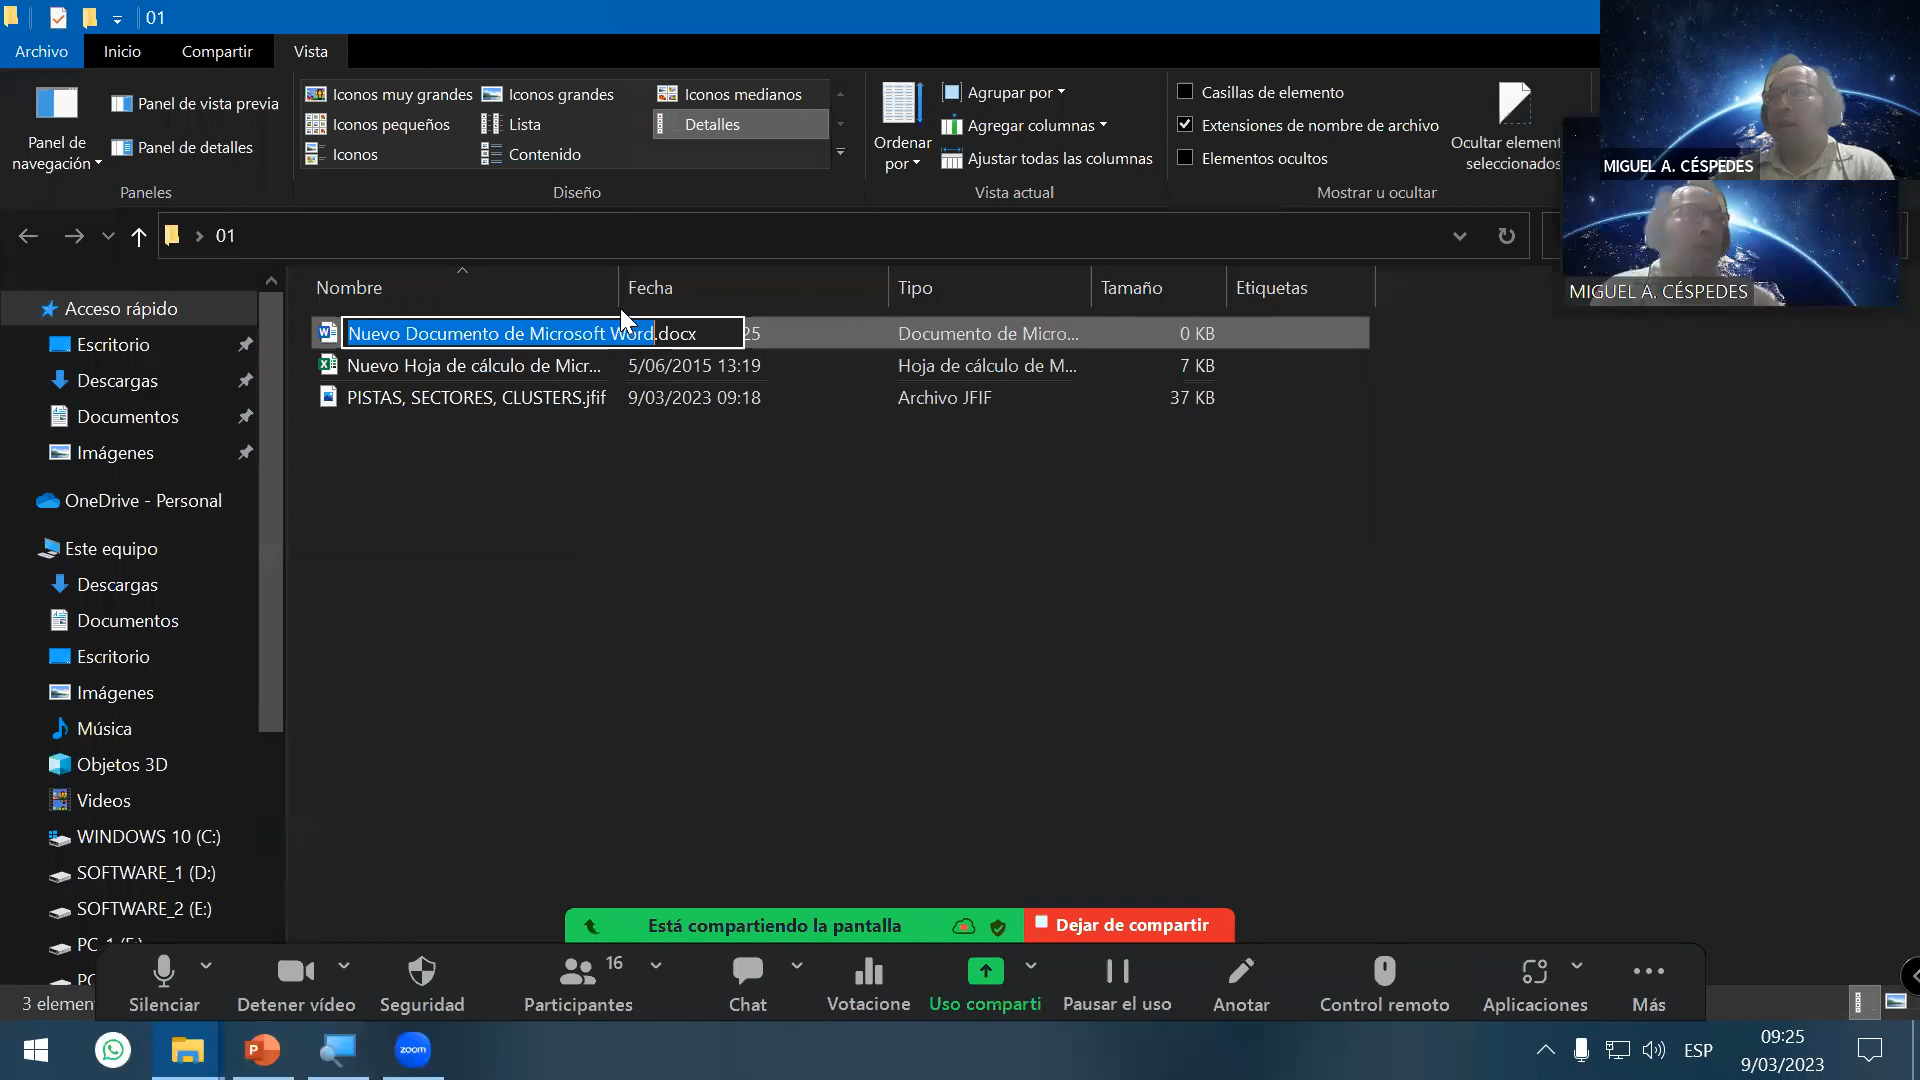 01
Archivo
Inicio
Compartir
Vista
Panel de navegación
Panel de vista previa
Panel de detalles
Paneles
Iconos muy grandes
Iconos grandes
Iconos medianos
Iconos pequeños
Lista
Detalles
Iconos
Contenido
Diseño
Ordenar por
Agrupar por
Agregar columnas
Ajustar todas las columnas
Vista actual
Casillas de elemento
Extensiones de nombre de archivo
Elementos ocultos
Ocultar element
seleccionados
Mostrar u ocultar
MIGUEL A. CÉSPEDES
MIGUEL A. CÉSPEDES
01
Nombre
Fecha
Tipo
Tamaño
Etiquetas
Nuevo Documento de Microsoft Word.docx 25 Documento de Micro... 0 KB
Nuevo Hoja de cálculo de Micr... 5/06/2015 13:19 Hoja de cálculo de M... 7 KB
PISTAS, SECTORES, CLUSTERS.jfif 9/03/2023 09:18 Archivo JFIF 37 KB
Acceso rápido
Escritorio
Descargas
Documentos
Imágenes
OneDrive - Personal
Este equipo
Descargas
Documentos
Escritorio
Imágenes
Música
Objetos 3D
Videos
WINDOWS 10 (C:)
SOFTWARE_1 (D:)
SOFTWARE_2 (E:)
3 elemen
Está compartiendo la pantalla
Dejar de compartir
Silenciar
Detener vídeo
Seguridad
16
Participantes
Chat
Votacione
Uso comparti
Pausar el uso
Anotar
Control remoto
Aplicaciones
Más
zoom
ESP
09:25
9/03/2023